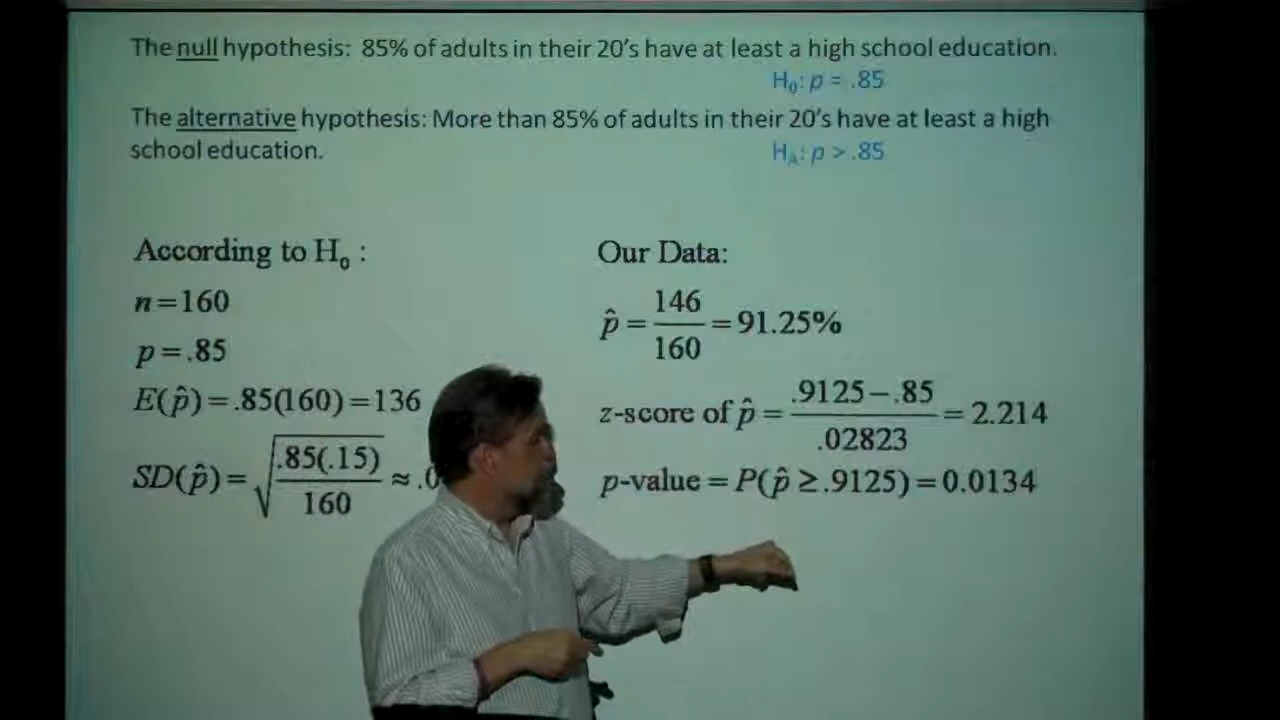 The null hypothesis: 85% of adults in their 20's have at least a high school education.
H₀: p = .85
The alternative hypothesis: More than 85% of adults in their 20's have at least a high
school education.
H_A: p > .85
According to H₀ :
n=160
p=.85
E(p̂)=.85(160)=136
SD(p̂)=√(.85(.15)/160) ≈ .0
Our Data:
p̂ = 146/160 = 91.25%
z-score of p̂ = (.9125−.85)/.02823 = 2.214
p-value = P(p̂ ≥.9125)=0.0134